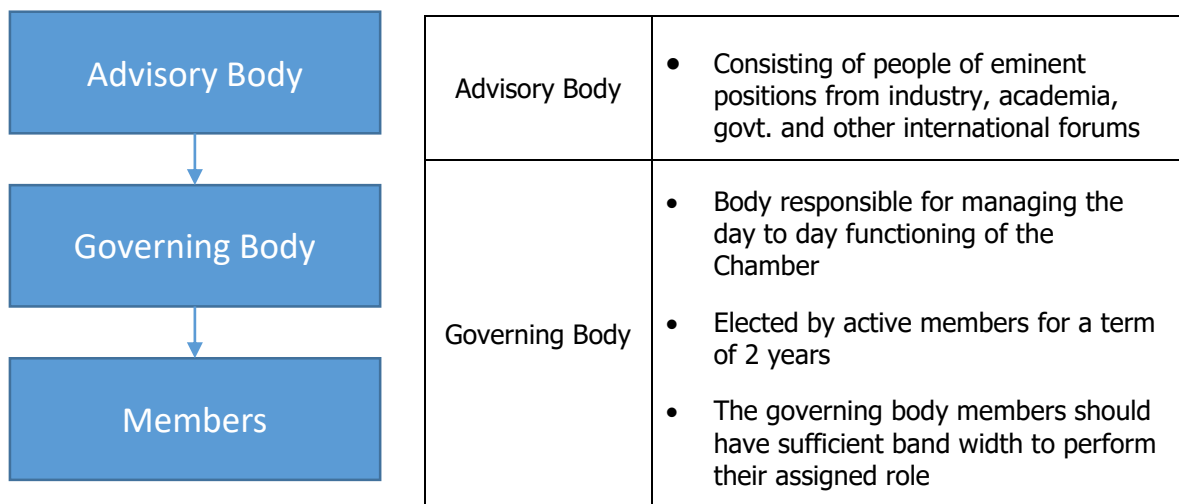 Advisory Body
Governing Body
Members
Advisory Body
• Consisting of people of eminent
positions from industry, academia,
govt. and other international forums
Governing Body
• Body responsible for managing the
day to day functioning of the
Chamber
• Elected by active members for a term
of 2 years
• The governing body members should
have sufficient band width to perform
their assigned role